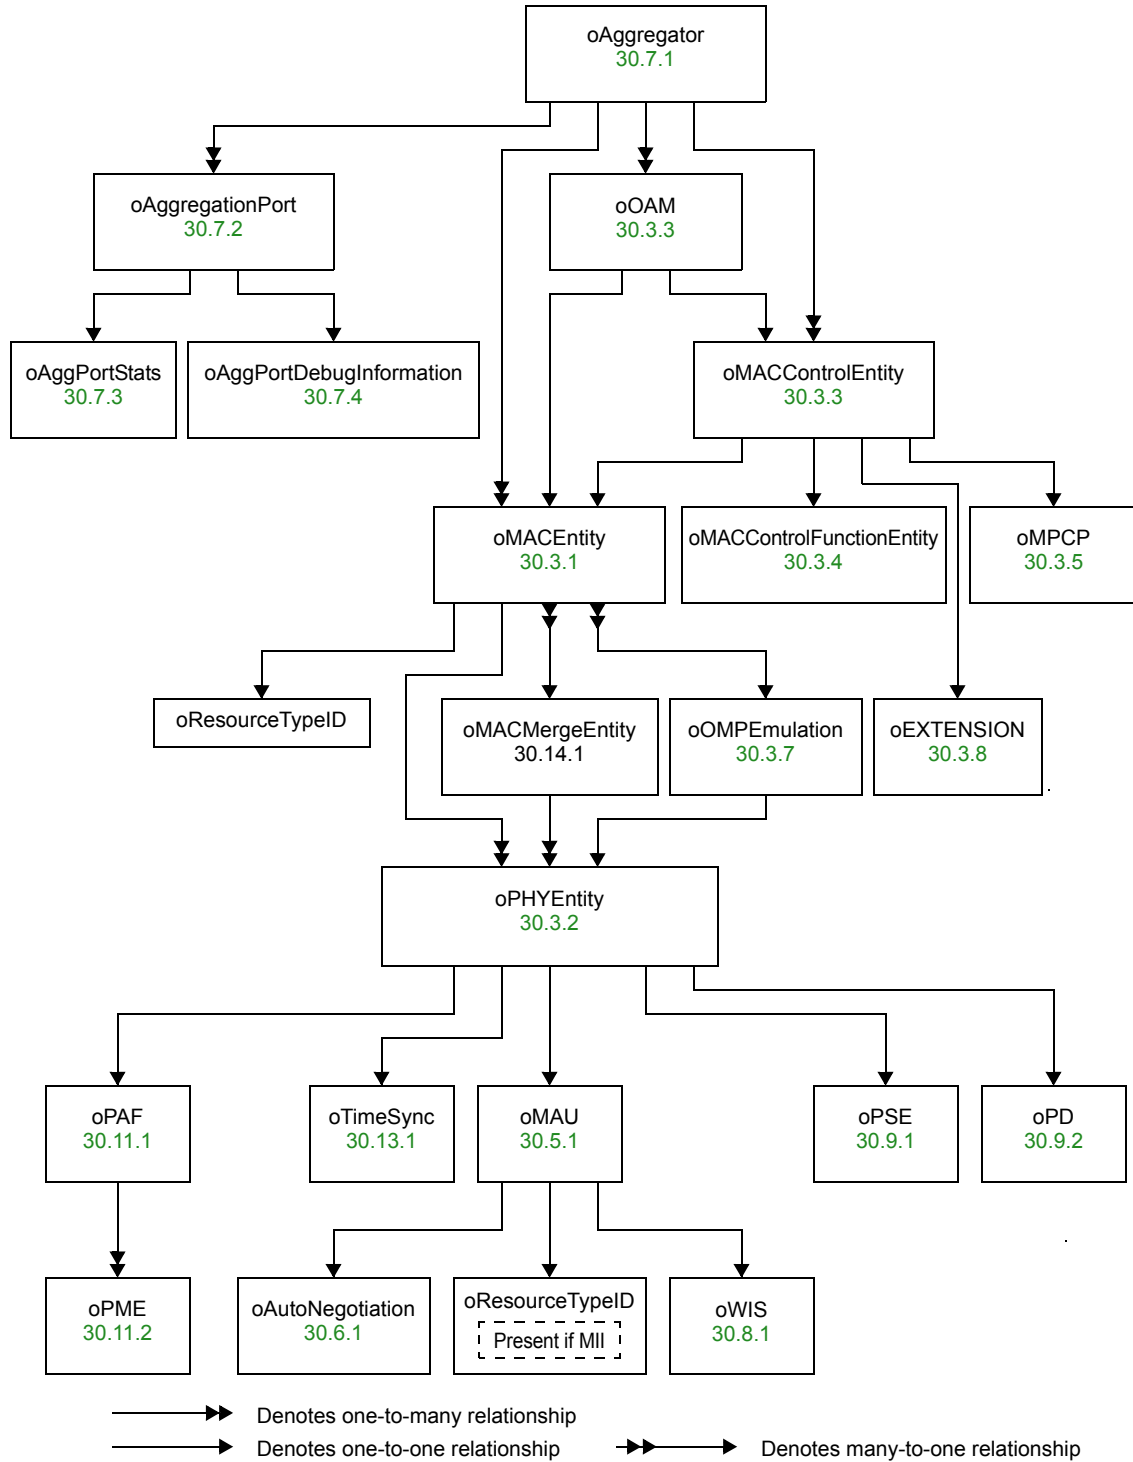 oAggregator
30.7.1
oAggregationPort
30.7.2
oOAM
30.3.3
oAggPortStats
30.7.3
oAggPortDebugInformation
30.7.4
oMACControlEntity
30.3.3
oMACEntity
30.3.1
oMACControlFunctionEntity
30.3.4
oMPCP
30.3.5
oResourceTypeID
oMACMergeEntity
30.14.1
oOMPEmulation
30.3.7
oEXTENSION
30.3.8
oPHYEntity
30.3.2
oPAF
30.11.1
oTimeSync
30.13.1
oMAU
30.5.1
oPSE
30.9.1
oPD
30.9.2
oPME
30.11.2
oAutoNegotiation
30.6.1
oResourceTypeID
Present if MII
oWIS
30.8.1
Denotes one-to-many relationship
Denotes one-to-one relationship
Denotes many-to-one relationship